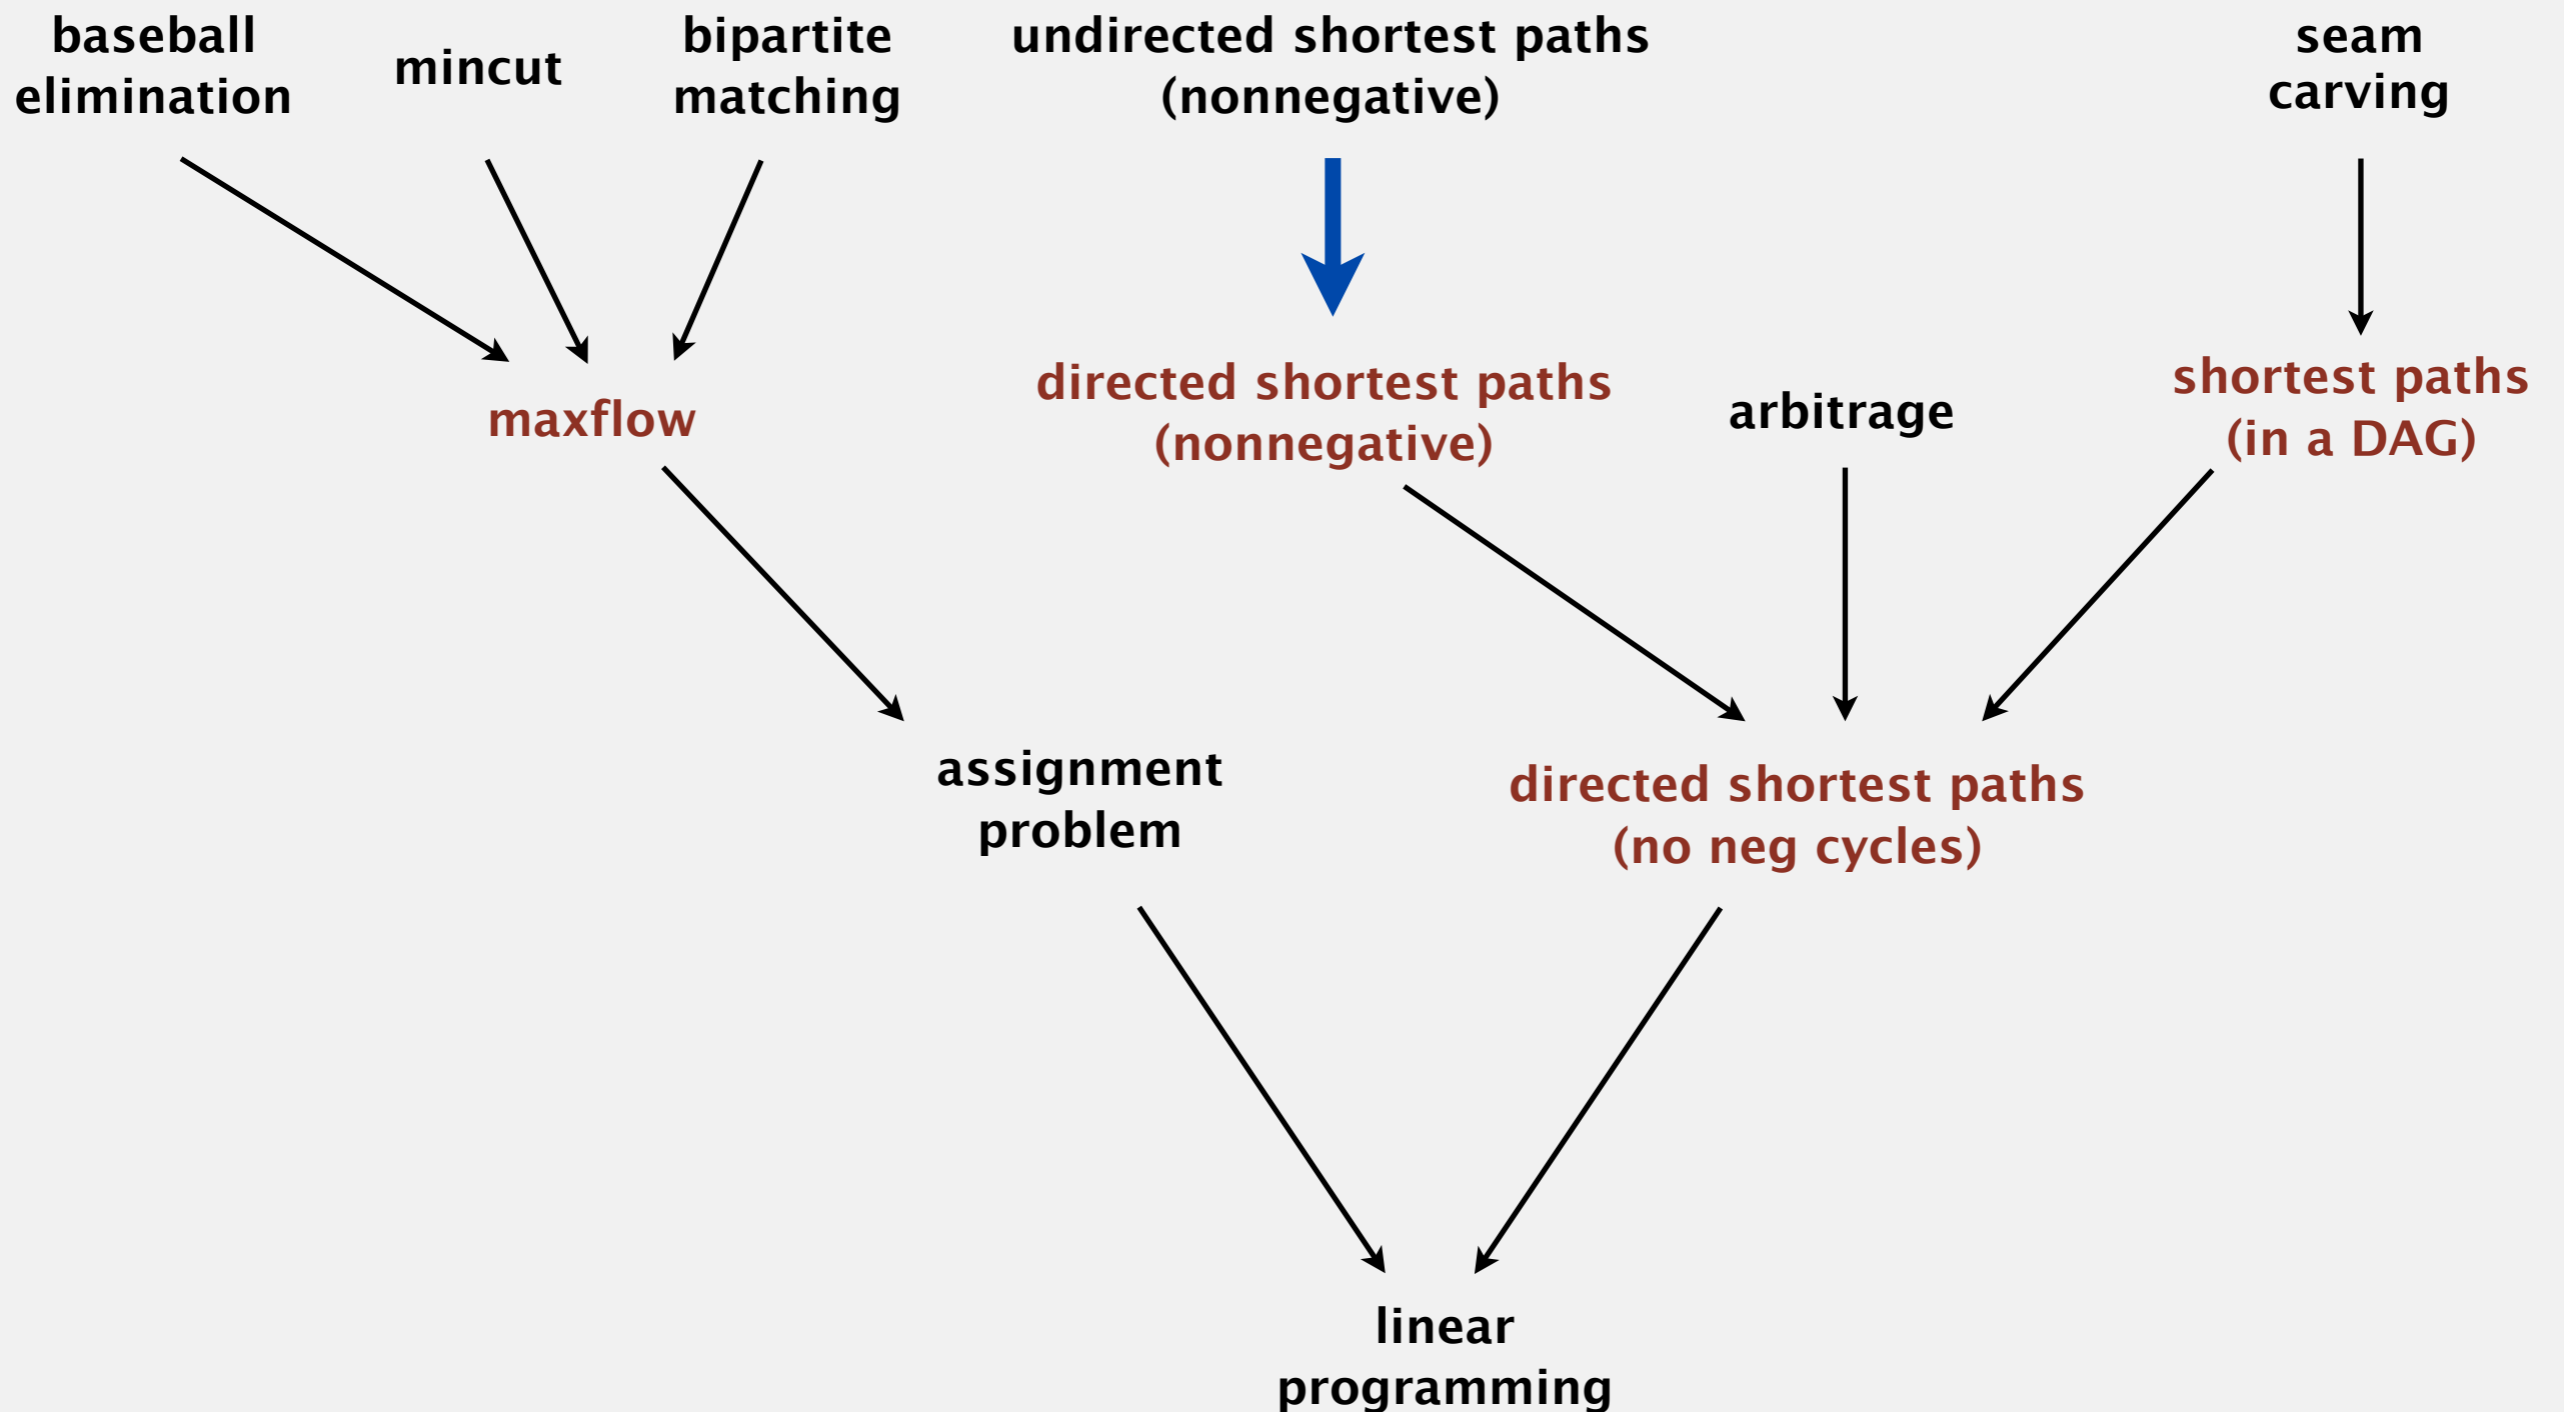 baseball
elimination
mincut
bipartite
matching
undirected shortest paths
(nonnegative)
seam
carving
maxflow
directed shortest paths
(nonnegative)
arbitrage
shortest paths
(in a DAG)
assignment
problem
directed shortest paths
(no neg cycles)
linear
programming